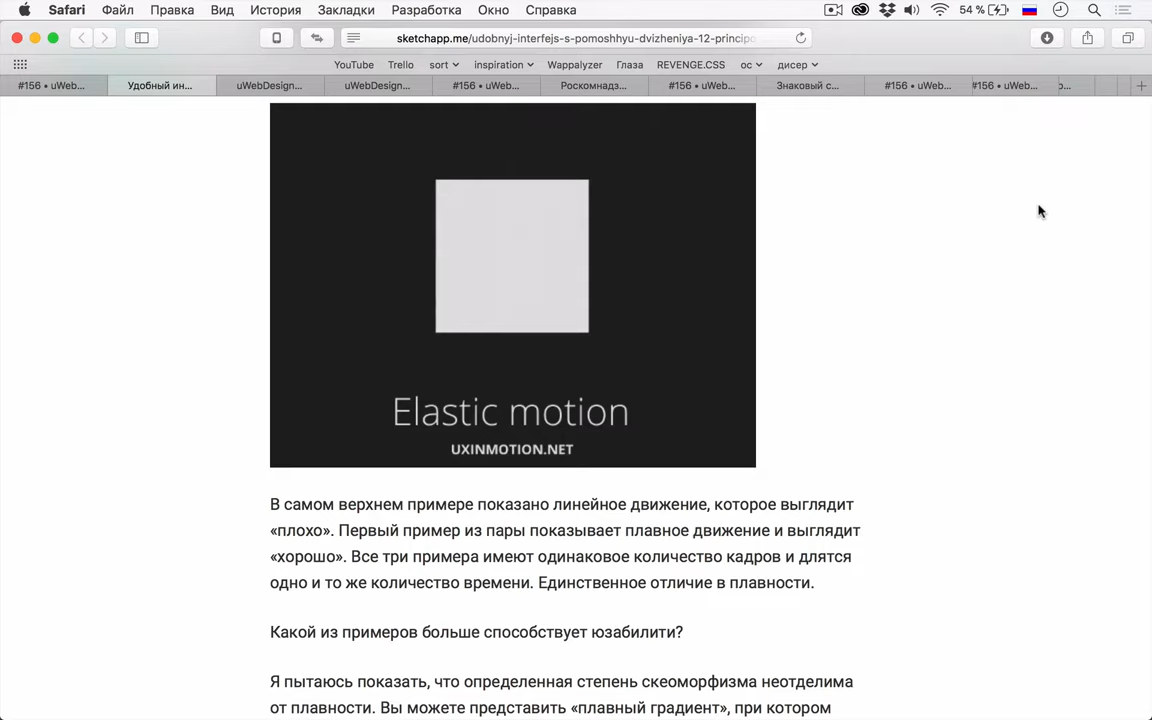 Safari Файл Правка Вид История Закладки Разработка Окно Справка 54 %
sketchapp.me/udobnyj-interfejs-s-pomoshhyu-dvizheniya-12-principo
YouTube Trello sort inspiration Wappalyzer Глаза REVENGE.CSS ос дисер
#156 • uWeb... Удобный ин... uWebDesign... uWebDesign... #156 • uWeb... Роскомнадз... #156 • uWeb... Знаковый с... #156 • uWeb... #156 • uWeb...
Elastic motion
UXINMOTION.NET
В самом верхнем примере показано линейное движение, которое выглядит
«плохо». Первый пример из пары показывает плавное движение и выглядит
«хорошо». Все три примера имеют одинаковое количество кадров и длятся
одно и то же количество времени. Единственное отличие в плавности.
Какой из примеров больше способствует юзабилити?
Я пытаюсь показать, что определенная степень скеоморфизма неотделима
от плавности. Вы можете представить «плавный градиент», при котором